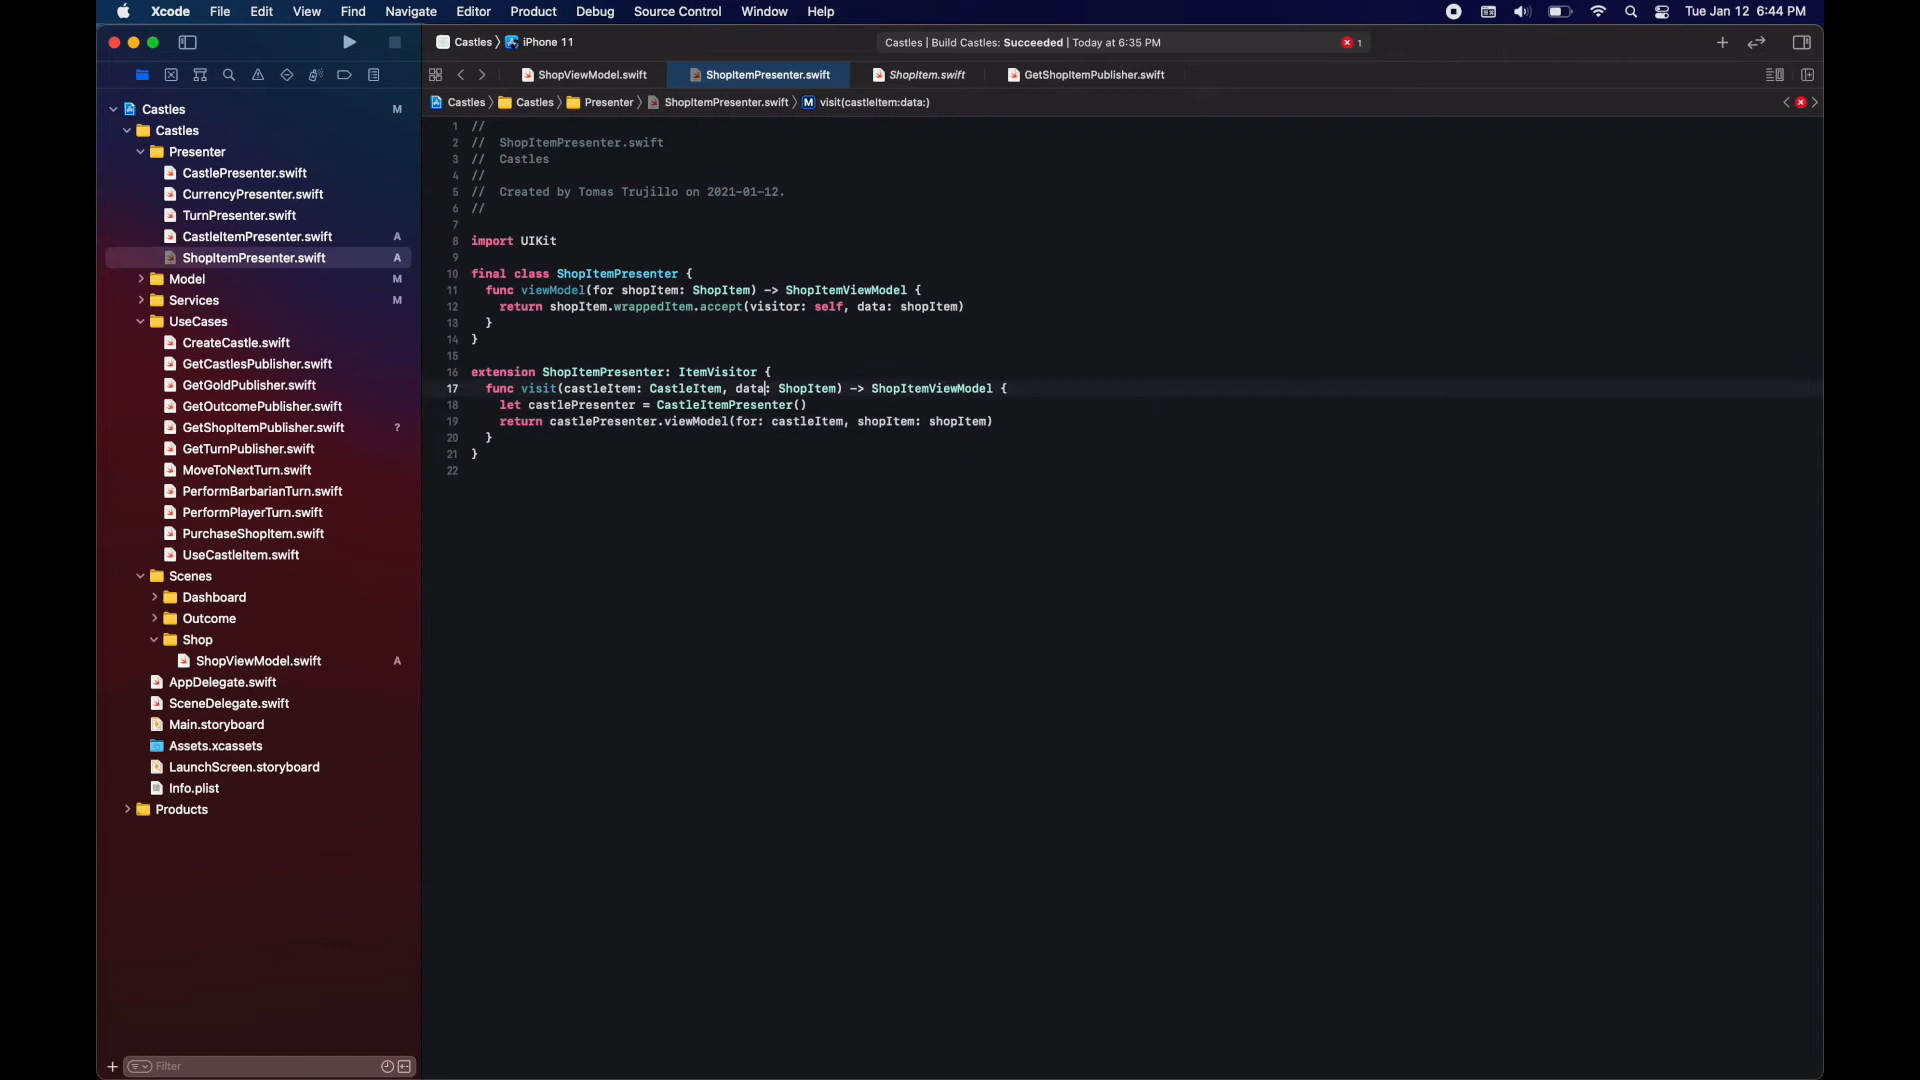 Xcode File Edit View Find Navigate Editor Product Debug Source Control Window Help Tue Jan 12 6:44 PM
Castles iPhone 11 Castles | Build Castles: Succeeded | Today at 6:35 PM 1
ShopViewModel.swift ShopItemPresenter.swift ShopItem.swift GetShopItemPublisher.swift
Castles Castles Presenter ShopItemPresenter.swift M visit(castleItem:data:)
Castles M
Castles
Presenter
CastlePresenter.swift
CurrencyPresenter.swift
TurnPresenter.swift
CastleItemPresenter.swift A
ShopItemPresenter.swift A
Model M
Services M
UseCases
CreateCastle.swift
GetCastlesPublisher.swift
GetGoldPublisher.swift
GetOutcomePublisher.swift
GetShopItemPublisher.swift ?
GetTurnPublisher.swift
MoveToNextTurn.swift
PerformBarbarianTurn.swift
PerformPlayerTurn.swift
PurchaseShopItem.swift
UseCastleItem.swift
Scenes
Dashboard
Outcome
Shop
ShopViewModel.swift A
AppDelegate.swift
SceneDelegate.swift
Main.storyboard
Assets.xcassets
LaunchScreen.storyboard
Info.plist
Products
Filter
1 //
2 // ShopItemPresenter.swift
3 // Castles
4 //
5 // Created by Tomas Trujillo on 2021-01-12.
6 //
7
8 import UIKit
9
10 final class ShopItemPresenter {
11 func viewModel(for shopItem: ShopItem) -> ShopItemViewModel {
12 return shopItem.wrappedItem.accept(visitor: self, data: shopItem)
13 }
14 }
15
16 extension ShopItemPresenter: ItemVisitor {
17 func visit(castleItem: CastleItem, data: ShopItem) -> ShopItemViewModel {
18 let castlePresenter = CastleItemPresenter()
19 return castlePresenter.viewModel(for: castleItem, shopItem: shopItem)
20 }
21 }
22